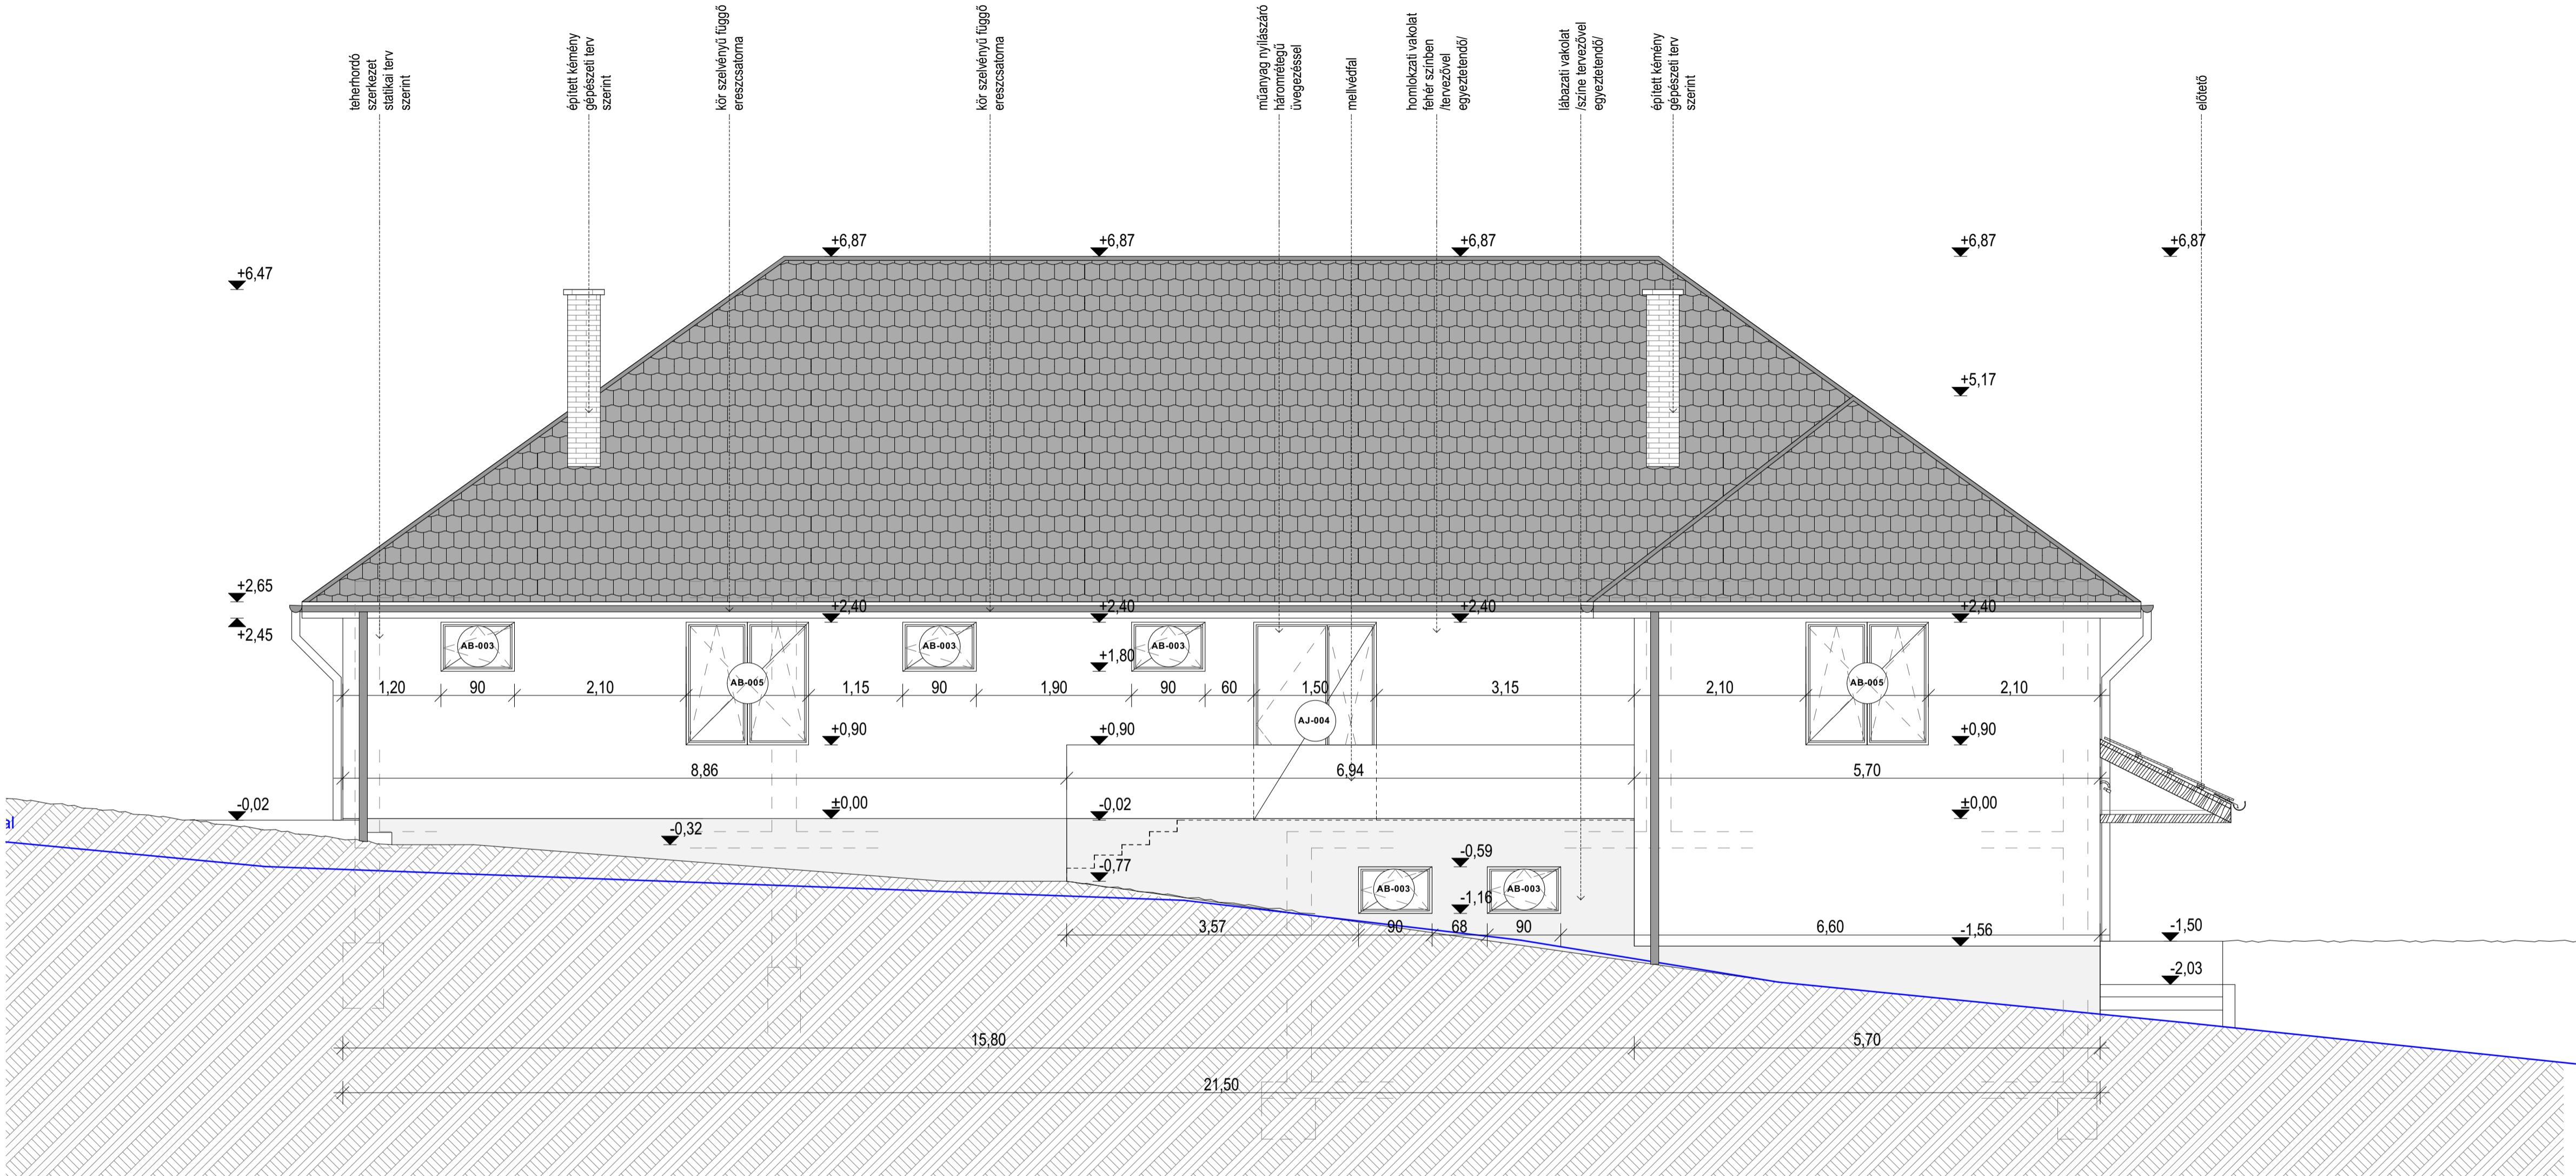 teherhordó
szerkezet
statikai terv
szerint
épített kémény
gépészeti terv
szerint
kör szelvényű függő
ereszcsatorna
kör szelvényű függő
ereszcsatorna
műanyag nyílászáró
háromrétegű
üvegezéssel
mellvédfal
homlokzati vakolat
fehér színben
/tervezővel
egyeztetendő/
lábazati vakolat
/színe tervezővel
egyeztetendő/
épített kémény
gépészeti terv
szerint
előtető
+6,87
+6,87
+6,87
+6,87
+6,87
+6,47
+5,17
+2,65
+2,45
+2,40
+2,40
+2,40
+2,40
AB-003
AB-003
AB-003
+1,80
AB-005
AB-005
1,20
90
2,10
1,15
90
1,90
90
60
1,50
3,15
2,10
2,10
AJ-004
+0,90
+0,90
+0,90
8,86
6,94
5,70
-0,02
±0,00
-0,02
±0,00
al
-0,32
-0,77
-0,59
AB-003
AB-003
-1,16
3,57
90
68
90
6,60
-1,56
-1,50
-2,03
15,80
5,70
21,50